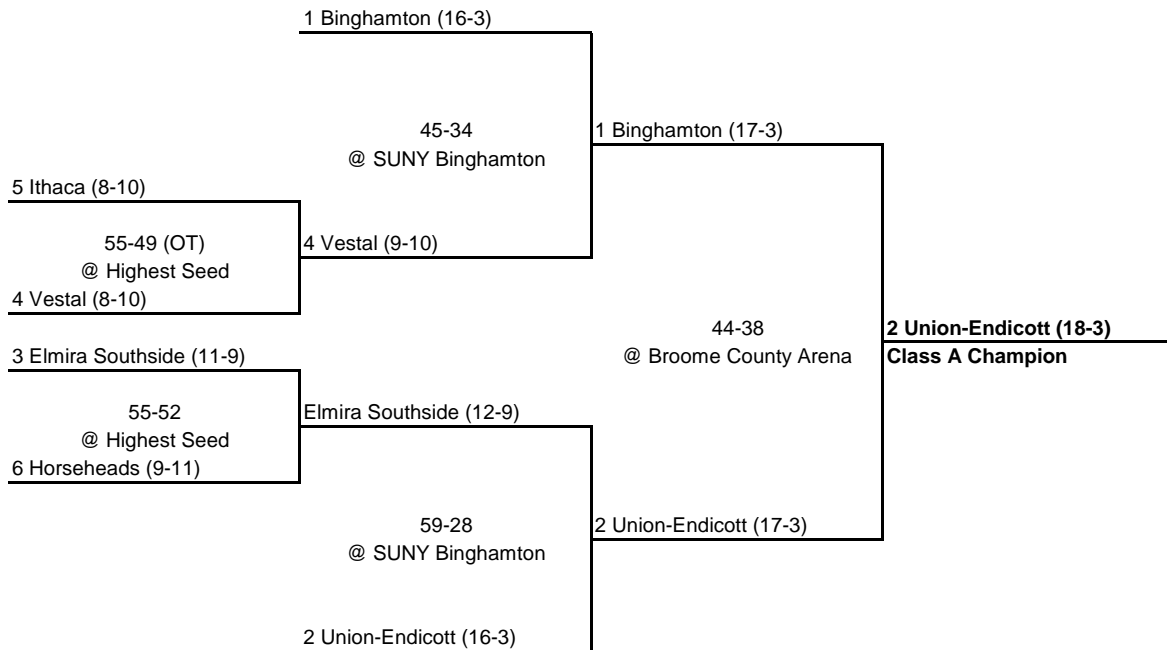 1 Binghamton (16-3)
45-34
@ SUNY Binghamton
1 Binghamton (17-3)
5 Ithaca (8-10)
55-49 (OT)
@ Highest Seed
4 Vestal (9-10)
4 Vestal (8-10)
44-38
@ Broome County Arena
2 Union-Endicott (18-3)
Class A Champion
3 Elmira Southside (11-9)
55-52
@ Highest Seed
Elmira Southside (12-9)
6 Horseheads (9-11)
59-28
@ SUNY Binghamton
2 Union-Endicott (17-3)
2 Union-Endicott (16-3)